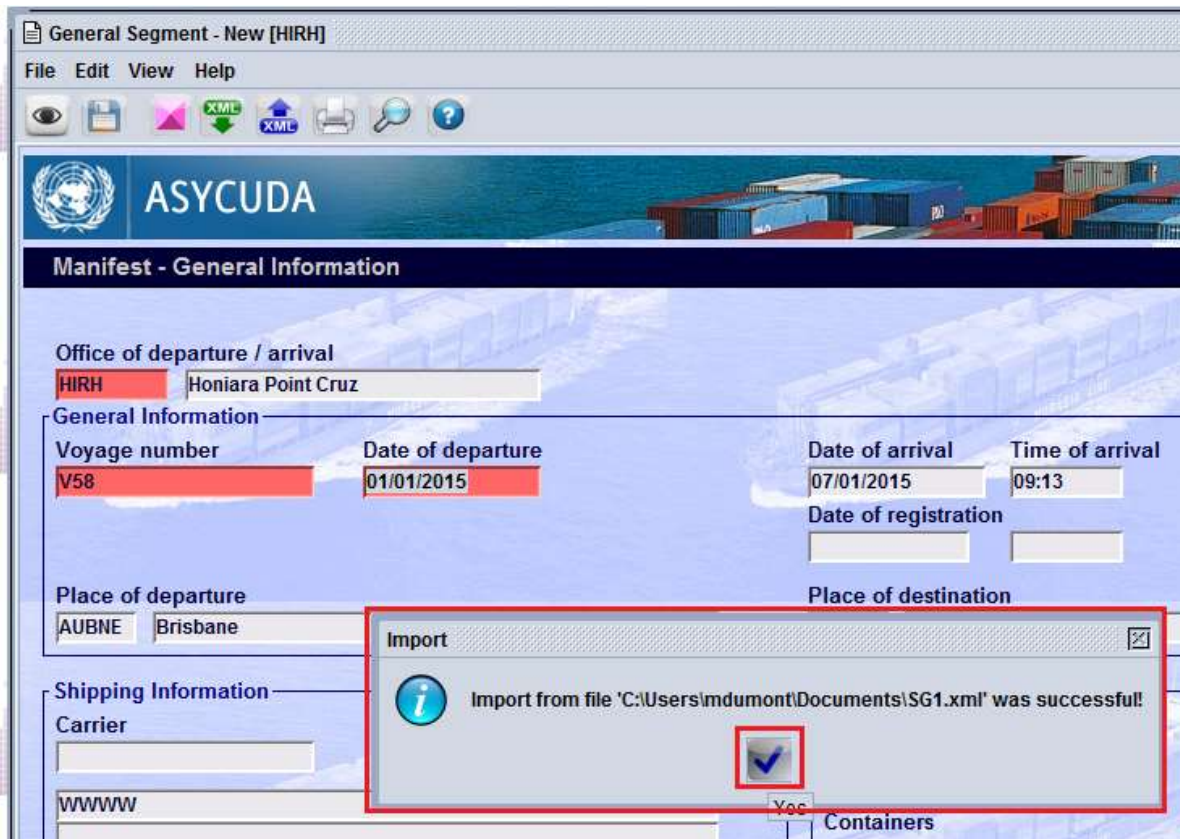 General Segment - New [HIRH]
File Edit View Help
XML
XML
ASYCUDA
Manifest - General Information
Office of departure / arrival
HIRH Honiara Point Cruz
General Information
Voyage number Date of departure Date of arrival Time of arrival
V58 01/01/2015 07/01/2015 09:13
Date of registration
Place of departure Place of destination
AUBNE Brisbane
Import
Import from file 'C:\Users\mdumont\Documents\SG1.xml' was successful!
Shipping Information
Carrier
WWWW
Yes
Containers